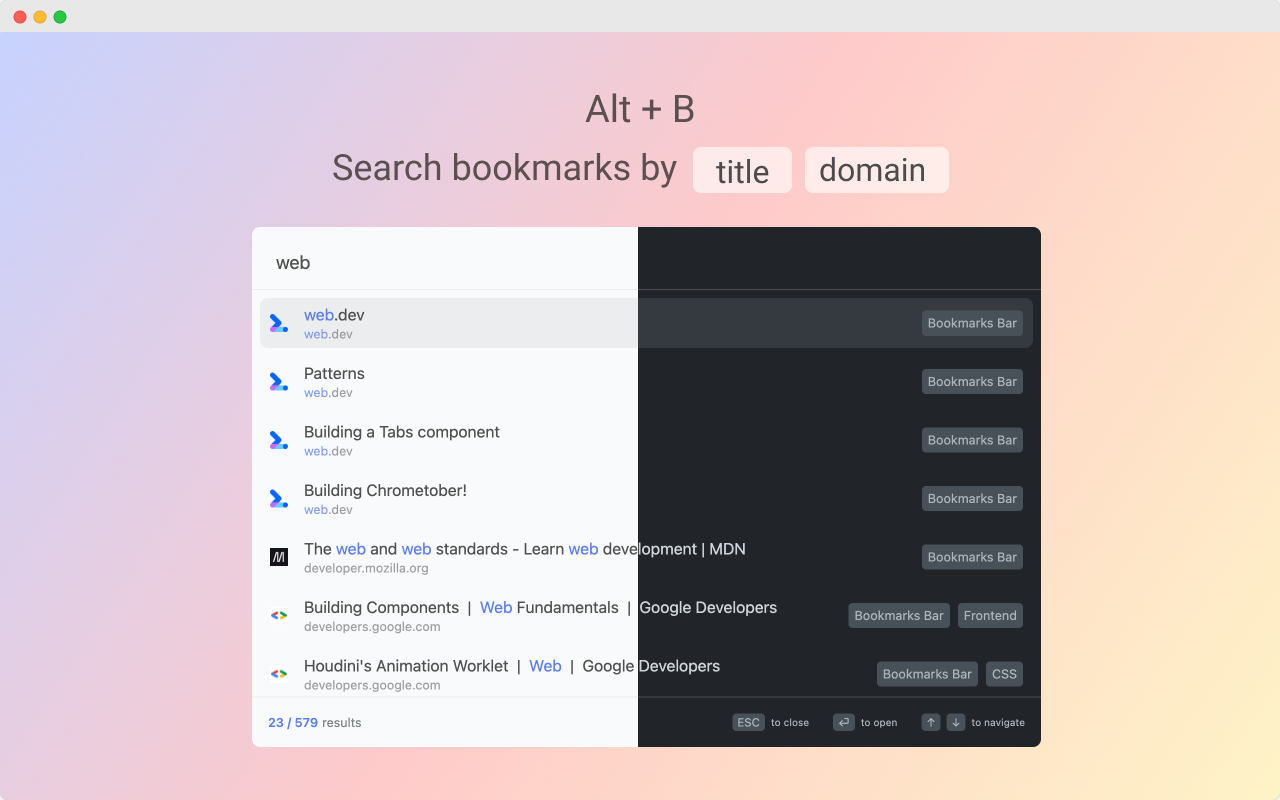 Alt + B
Search bookmarks by title domain
web
web.dev
web.dev
Bookmarks Bar
Patterns
web.dev
Bookmarks Bar
Building a Tabs component
web.dev
Bookmarks Bar
Building Chrometober!
web.dev
Bookmarks Bar
The web and web standards - Learn web development | MDN
developer.mozilla.org
Bookmarks Bar
Building Components | Web Fundamentals | Google Developers
developers.google.com
Bookmarks Bar Frontend
Houdini's Animation Worklet | Web | Google Developers
developers.google.com
Bookmarks Bar CSS
23 / 579 results
ESC to close ⏎ to open ↑ ↓ to navigate